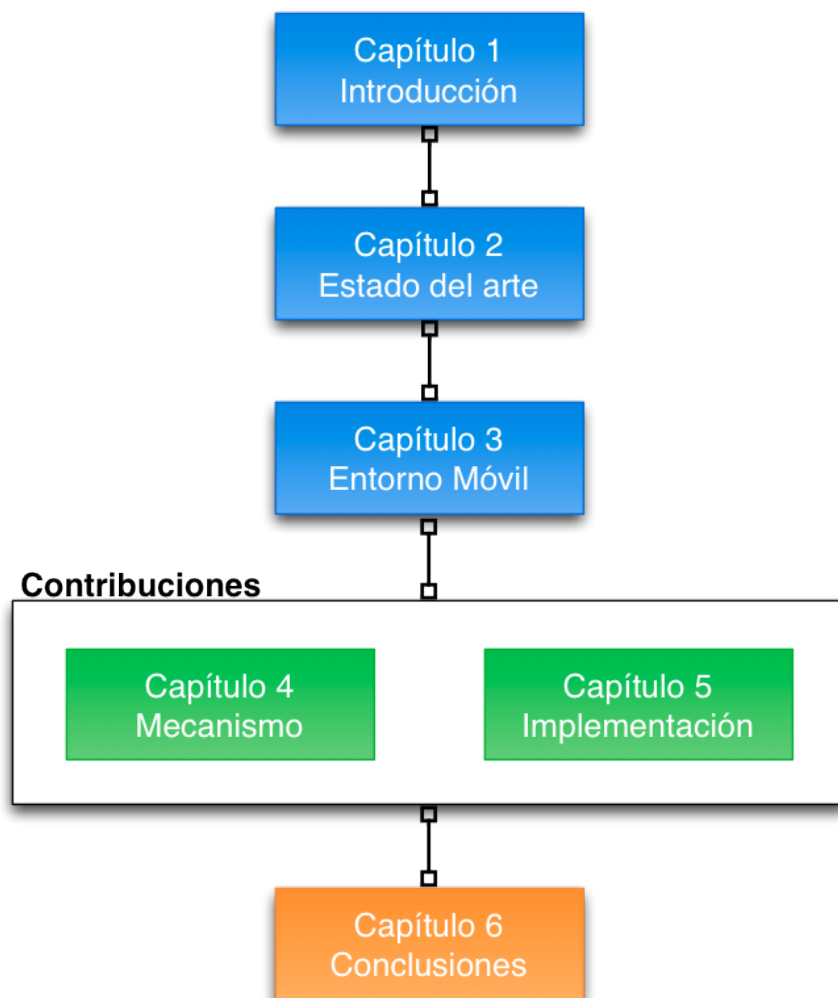 Capítulo 1
Introducción
Capítulo 2
Estado del arte
Capítulo 3
Entorno Móvil
Contribuciones
Capítulo 4
Mecanismo
Capítulo 5
Implementación
Capítulo 6
Conclusiones